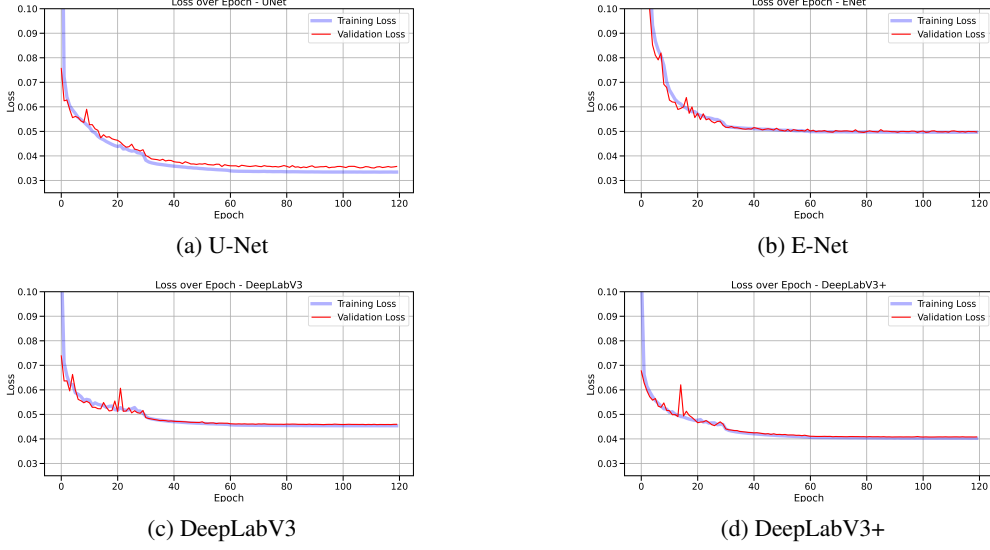 Loss over Epoch - UNet
0.10
0.09
0.08
0.07
0.06
0.05
0.04
0.03
Loss
0 20 40 60 80 100 120
Epoch
Training Loss
Validation Loss
(a) U-Net
Loss over Epoch - ENet
0.10
0.09
0.08
0.07
0.06
0.05
0.04
0.03
Loss
0 20 40 60 80 100 120
Epoch
Training Loss
Validation Loss
(b) E-Net
Loss over Epoch - DeepLabV3
0.10
0.09
0.08
0.07
0.06
0.05
0.04
0.03
Loss
0 20 40 60 80 100 120
Epoch
Training Loss
Validation Loss
(c) DeepLabV3
Loss over Epoch - DeepLabV3+
0.10
0.09
0.08
0.07
0.06
0.05
0.04
0.03
Loss
0 20 40 60 80 100 120
Epoch
Training Loss
Validation Loss
(d) DeepLabV3+